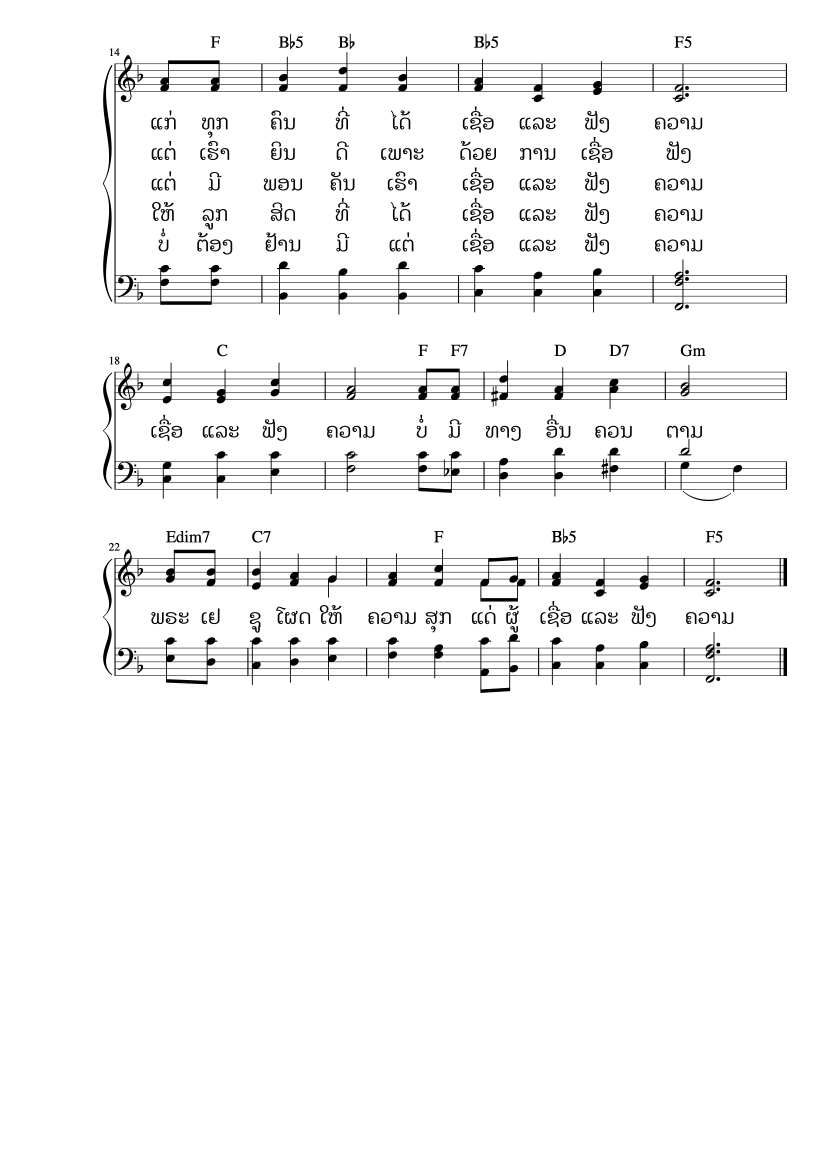 14 F B♭5 B♭ B♭5 F5
ແກ່ ທຸກ ຄົນ ທີ່ ໄດ້ ເຊື່ອ ແລະ ຟັງ ຄວາມ
ແຕ່ ເຮົາ ຍິນ ດີ ເພາະ ດ້ວຍ ການ ເຊື່ອ ຟັງ
ແຕ່ ມີ ພອນ ຄັນ ເຮົາ ເຊື່ອ ແລະ ຟັງ ຄວາມ
ໃຫ້ ລູກ ສິດ ທີ່ ໄດ້ ເຊື່ອ ແລະ ຟັງ ຄວາມ
ບໍ່ ຕ້ອງ ຢ້ານ ມີ ແຕ່ ເຊື່ອ ແລະ ຟັງ ຄວາມ
18 C F F7 D D7 Gm
ເຊື່ອ ແລະ ຟັງ ຄວາມ ບໍ່ ມີ ທາງ ອື່ນ ຄວນ ຕາມ
22 Edim7 C7 F B♭5 F5
ພຣະ ເຢ ຊູ ໂຜດ ໃຫ້ ຄວາມ ສຸກ ແດ່ ຜູ້ ເຊື່ອ ແລະ ຟັງ ຄວາມ